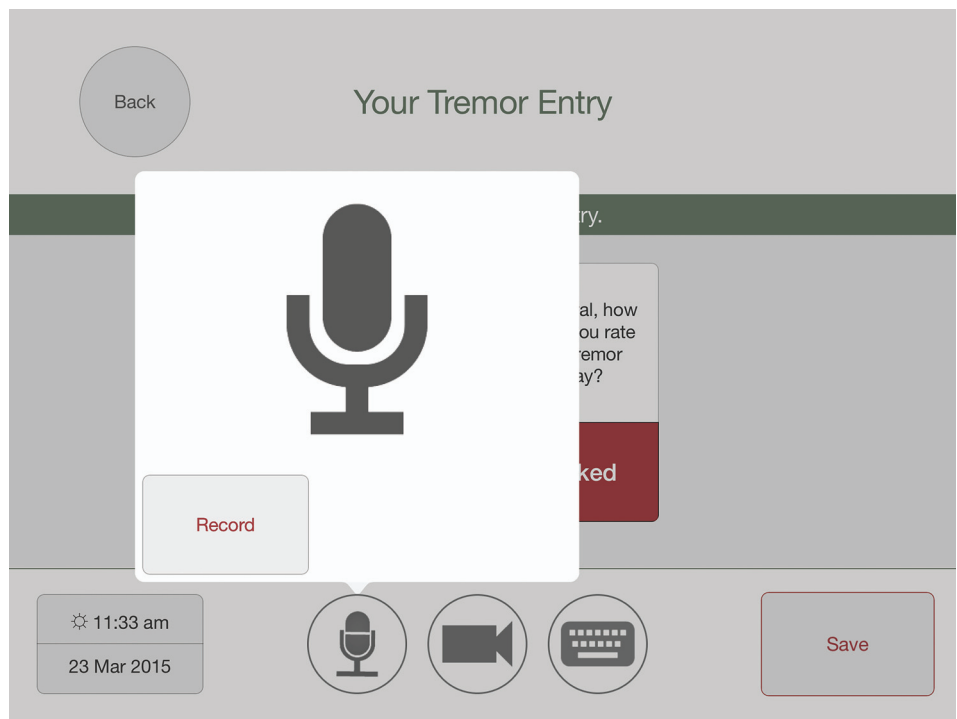 Back
Your Tremor Entry
try.
al, how
ou rate
remor
ay?
ked
Record
11:33 am
23 Mar 2015
Save